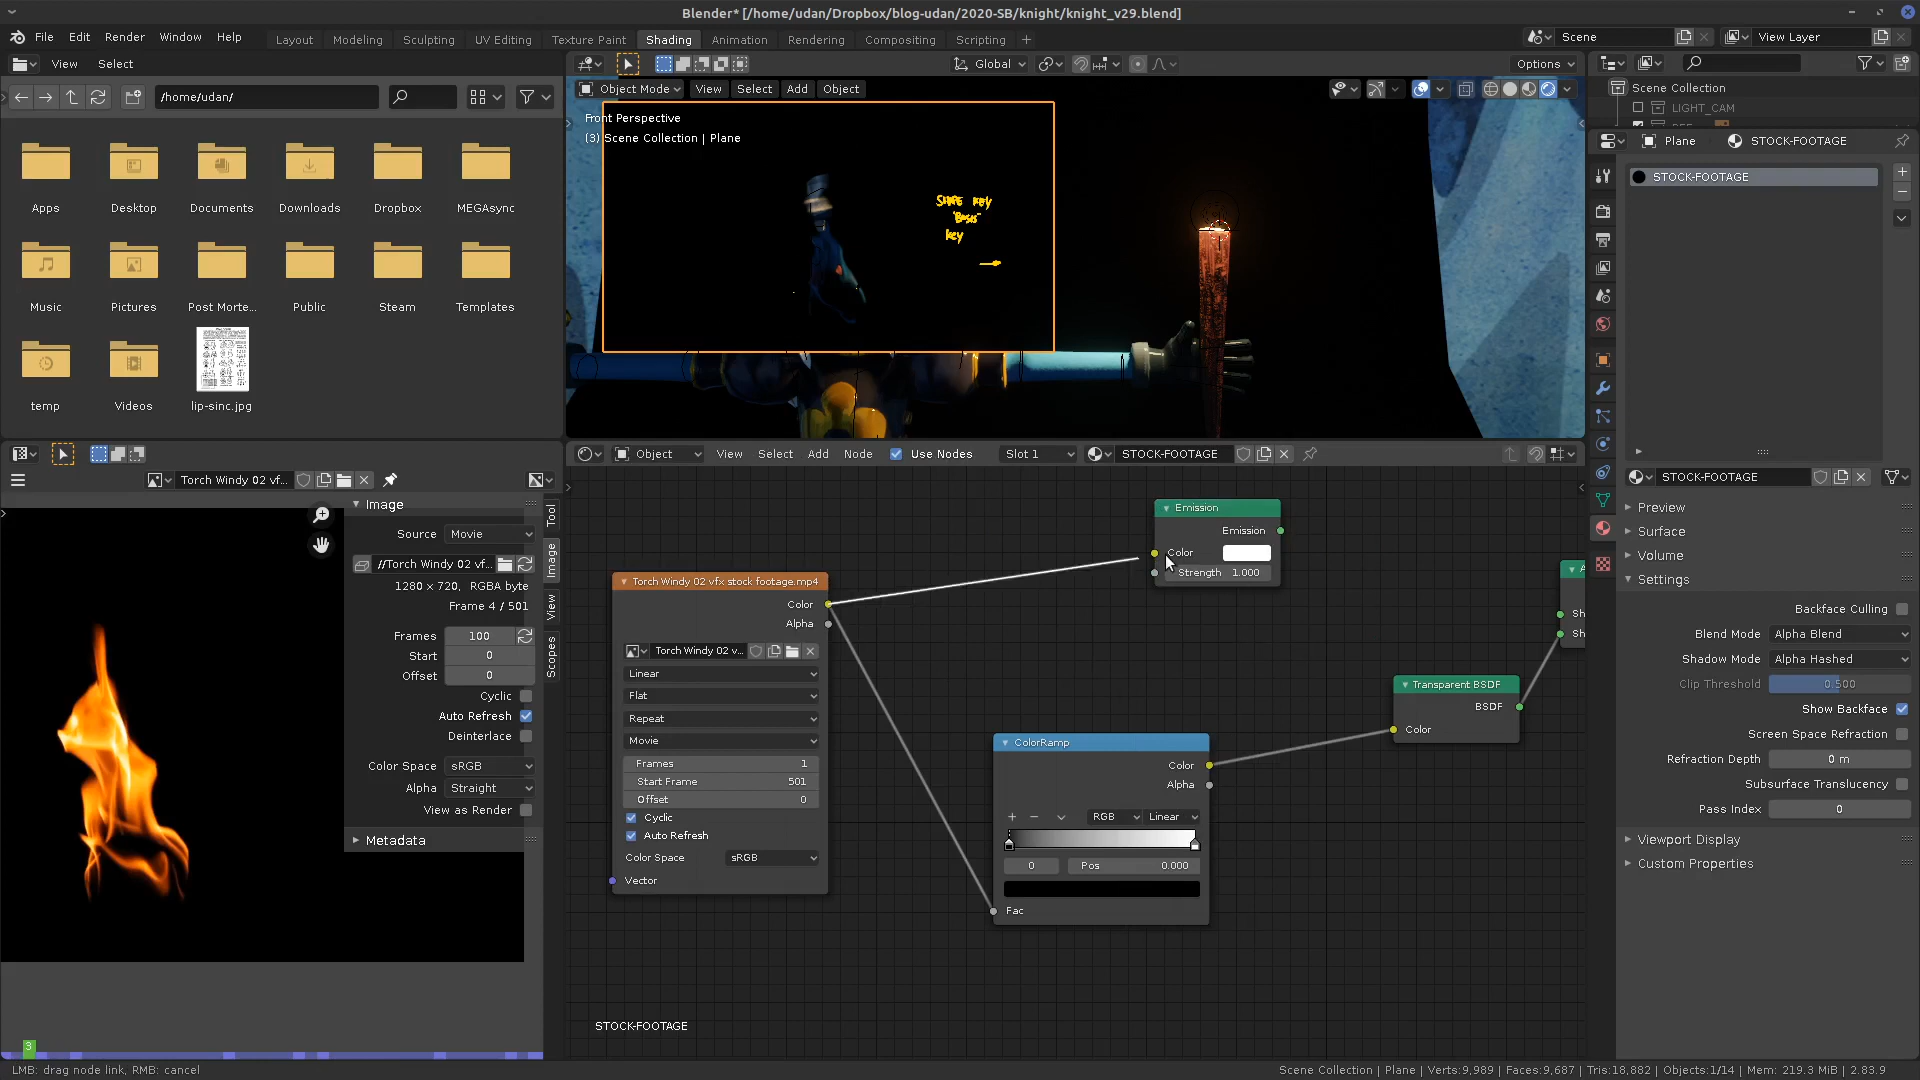 Blender* [/home/udan/Dropbox/blog-udan/2020-SB/knight/knight_v29.blend]
File Edit Render Window Help
Layout Modeling Sculpting UV Editing Texture Paint Shading Animation Rendering Compositing Scripting +
Scene
View Layer
View Select
/home/udan/
Apps Desktop Documents Downloads Dropbox MEGAsync
Music Pictures Post Morte... Public Steam Templates
temp Videos lip-sinc.jpg
Global
Options
Object Mode View Select Add Object
Front Perspective
(3) Scene Collection | Plane
SHAPE KEY
"BASIS"
key
Scene Collection
LIGHT_CAM
Plane STOCK-FOOTAGE
STOCK-FOOTAGE
Torch Windy 02 vf...
Image
Source Movie
//Torch Windy 02 vf...
1280 × 720, RGBA byte
Frame 4 / 501
Frames 100
Start 0
Offset 0
Cyclic
Auto Refresh
Deinterlace
Color Space sRGB
Alpha Straight
View as Render
Metadata
Tool
Image
View
Scopes
3
Object View Select Add Node Use Nodes Slot 1 STOCK-FOOTAGE
Torch Windy 02 vfx stock footage.mp4
Color
Alpha
Torch Windy 02 v...
Linear
Flat
Repeat
Movie
Frames 1
Start Frame 501
Offset 0
Cyclic
Auto Refresh
Color Space sRGB
Vector
Emission
Emission
Color
Strength 1.000
ColorRamp
Color
Alpha
+ − RGB Linear
0 Pos 0.000
Fac
Transparent BSDF
BSDF
Color
Sh
Sh
STOCK-FOOTAGE
STOCK-FOOTAGE
Preview
Surface
Volume
Settings
Backface Culling
Blend Mode Alpha Blend
Shadow Mode Alpha Hashed
Clip Threshold 0.500
Show Backface
Screen Space Refraction
Refraction Depth 0 m
Subsurface Translucency
Pass Index 0
Viewport Display
Custom Properties
LMB: drag node link, RMB: cancel
Scene Collection | Plane | Verts:9,989 | Faces:9,687 | Tris:18,882 | Objects:1/14 | Mem: 219.3 MiB | 2.83.9